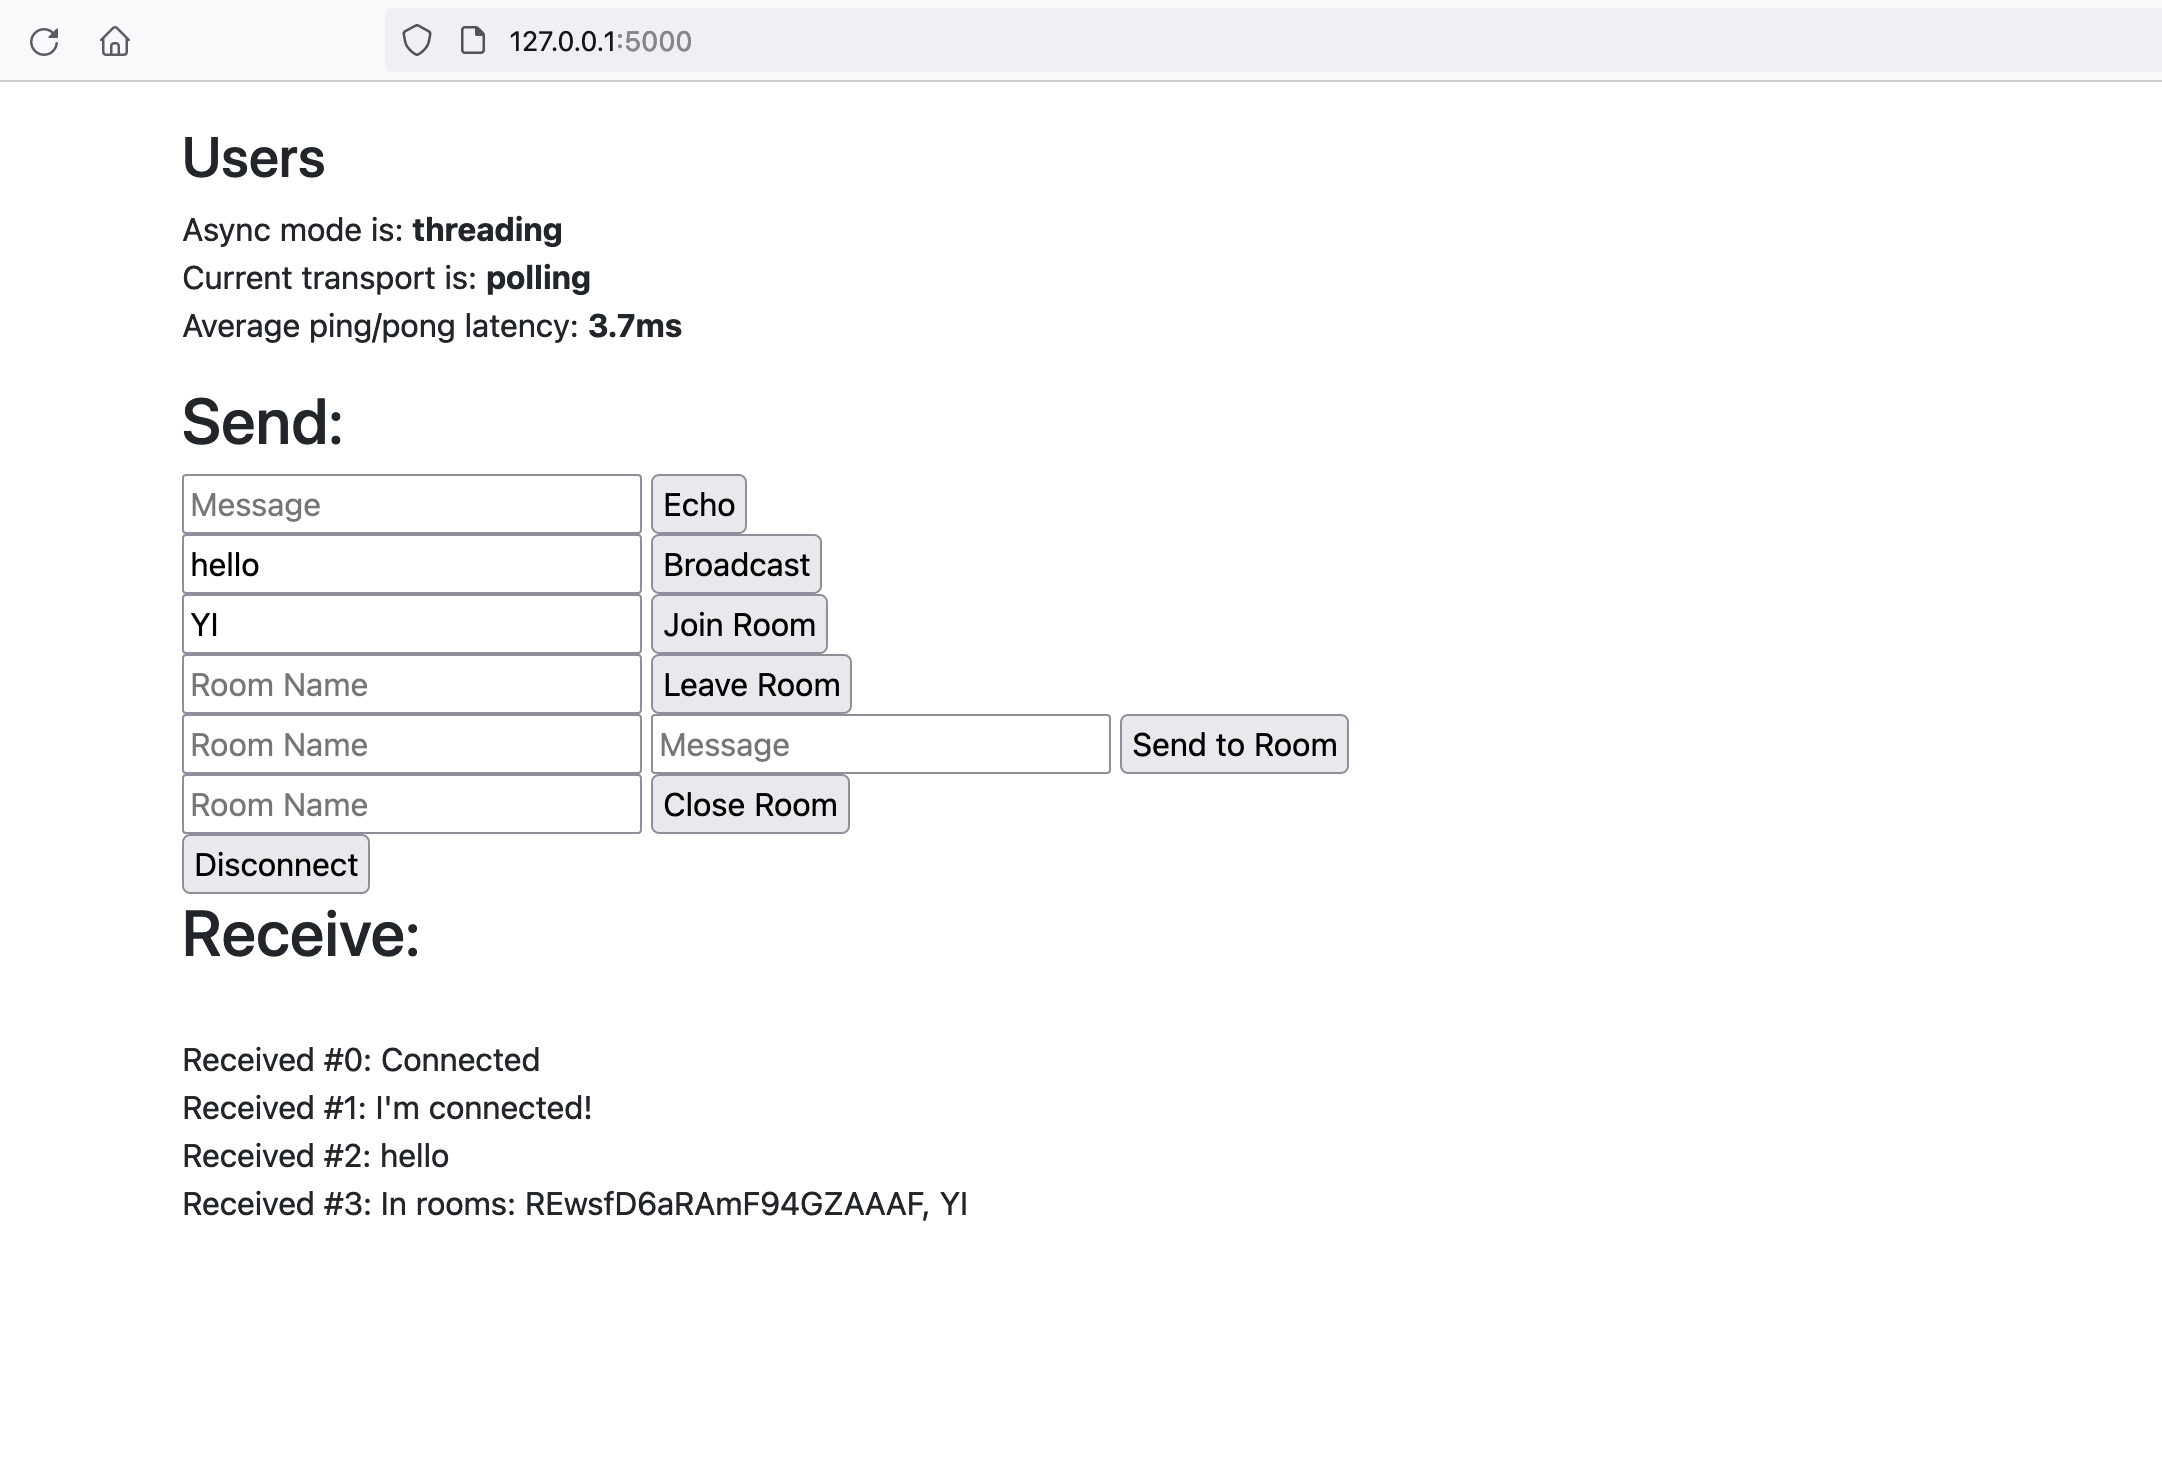 127.0.0.1:5000
Users
Async mode is: threading
Current transport is: polling
Average ping/pong latency: 3.7ms
Send:
Message Echo
hello Broadcast
YI Join Room
Room Name Leave Room
Room Name Message Send to Room
Room Name Close Room
Disconnect
Receive:
Received #0: Connected
Received #1: I'm connected!
Received #2: hello
Received #3: In rooms: REwsfD6aRAmF94GZAAAF, YI